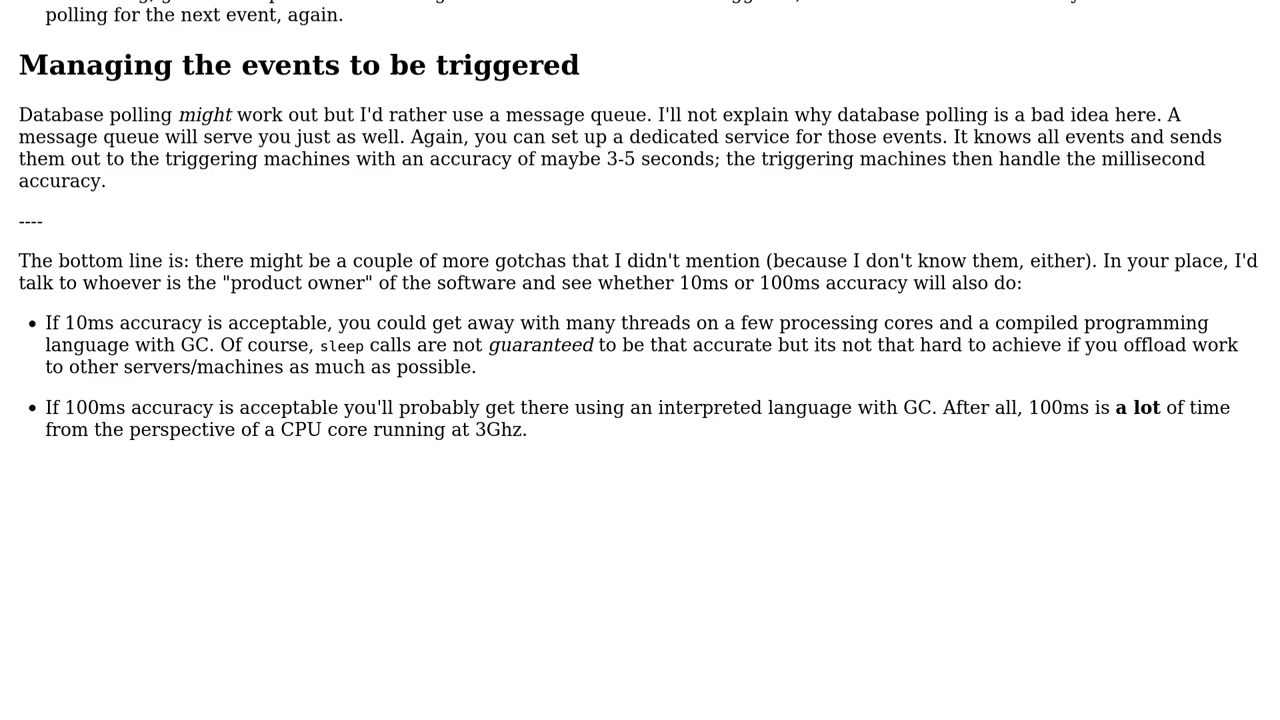 polling for the next event, again.
Managing the events to be triggered
Database polling might work out but I'd rather use a message queue. I'll not explain why database polling is a bad idea here. A
message queue will serve you just as well. Again, you can set up a dedicated service for those events. It knows all events and sends
them out to the triggering machines with an accuracy of maybe 3-5 seconds; the triggering machines then handle the millisecond
accuracy.
----
The bottom line is: there might be a couple of more gotchas that I didn't mention (because I don't know them, either). In your place, I'd
talk to whoever is the "product owner" of the software and see whether 10ms or 100ms accuracy will also do:
• If 10ms accuracy is acceptable, you could get away with many threads on a few processing cores and a compiled programming
language with GC. Of course, sleep calls are not guaranteed to be that accurate but its not that hard to achieve if you offload work
to other servers/machines as much as possible.
• If 100ms accuracy is acceptable you'll probably get there using an interpreted language with GC. After all, 100ms is a lot of time
from the perspective of a CPU core running at 3Ghz.